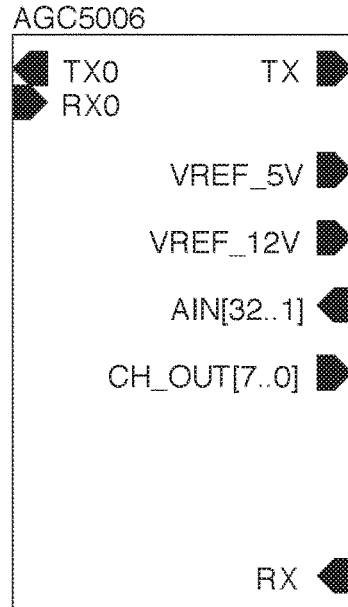 AGC5006
TX0 TX
RX0
VREF_5V
VREF_12V
AIN[32..1]
CH_OUT[7..0]
RX